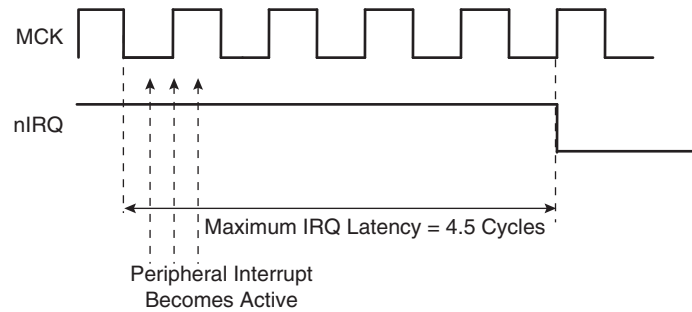 MCK
nIRQ
Maximum IRQ Latency = 4.5 Cycles
Peripheral Interrupt
Becomes Active